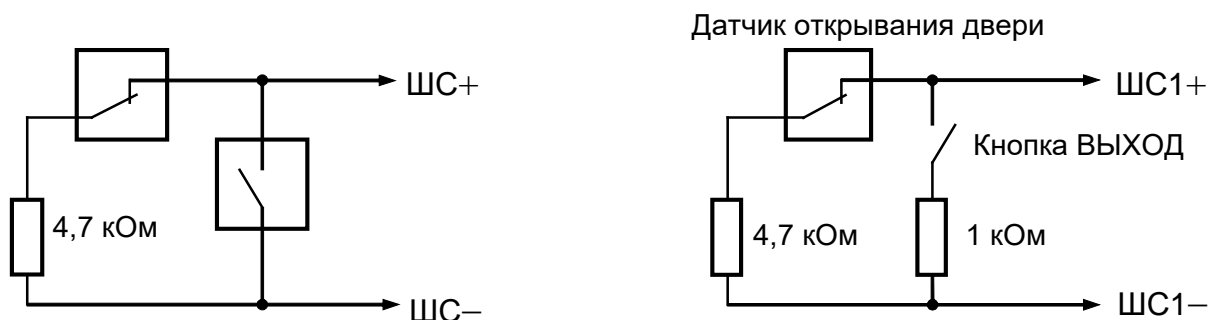 Датчик открывания двери
ШС+
4,7 кОм
ШС−
ШС1+
Кнопка ВЫХОД
4,7 кОм
1 кОм
ШС1−